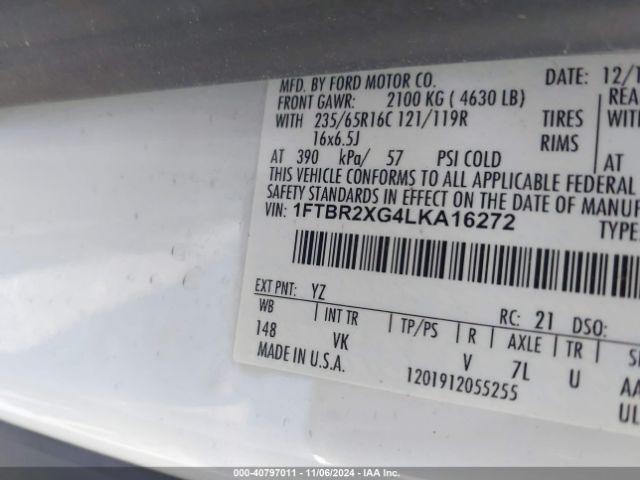 MFD. BY FORD MOTOR CO.
DATE: 12/1
FRONT GAWR: 2100 KG ( 4630 LB)
REA
WITH 235/65R16C 121/119R TIRES
WITH
16x6.5J RIMS
AT 390 kPa/ 57 PSI COLD
AT
THIS VEHICLE CONFORMS TO ALL APPLICABLE FEDERAL
SAFETY STANDARDS IN EFFECT ON THE DATE OF MANUF
VIN: 1FTBR2XG4LKA16272
TYPE
EXT PNT: YZ
RC: 21 DSO:
WB INT TR TP/PS R AXLE TR
148 VK V 7L U AA
MADE IN U.S.A.
1201912055255
UL
000-40797011 - 11/06/2024 - IAA Inc.